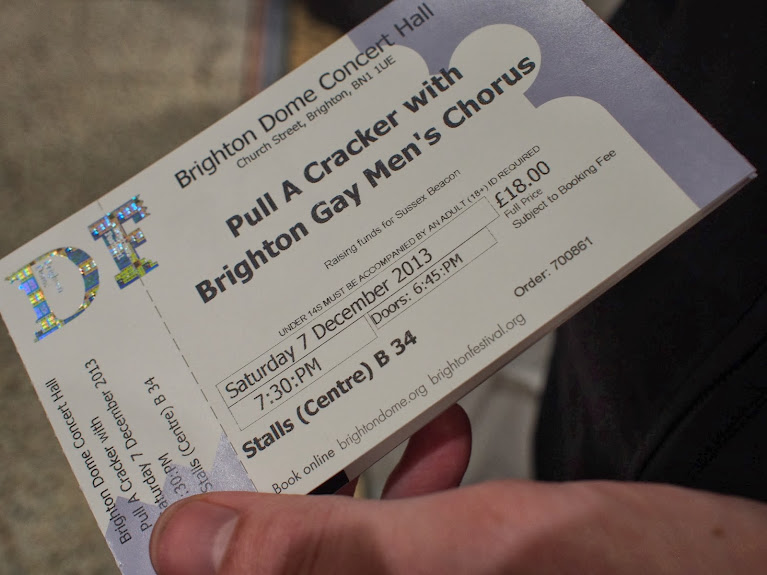 Brighton Dome Concert Hall
Church Street, Brighton, BN1 1UE
Pull A Cracker with
Brighton Gay Men's Chorus
Raising funds for Sussex Beacon
UNDER 14S MUST BE ACCOMPANIED BY AN ADULT (18+) ID REQUIRED
£18.00
Full Price
Subject to Booking Fee
Saturday 7 December 2013
7:30:PM
Doors: 6:45:PM
Stalls (Centre) B 34
Order: 700861
Book online brightondome.org brightonfestival.org
D F
Brighton Dome Concert Hall
Pull A Cracker with
Saturday 7 December 2013
:30:PM
Stalls (Centre) B 34